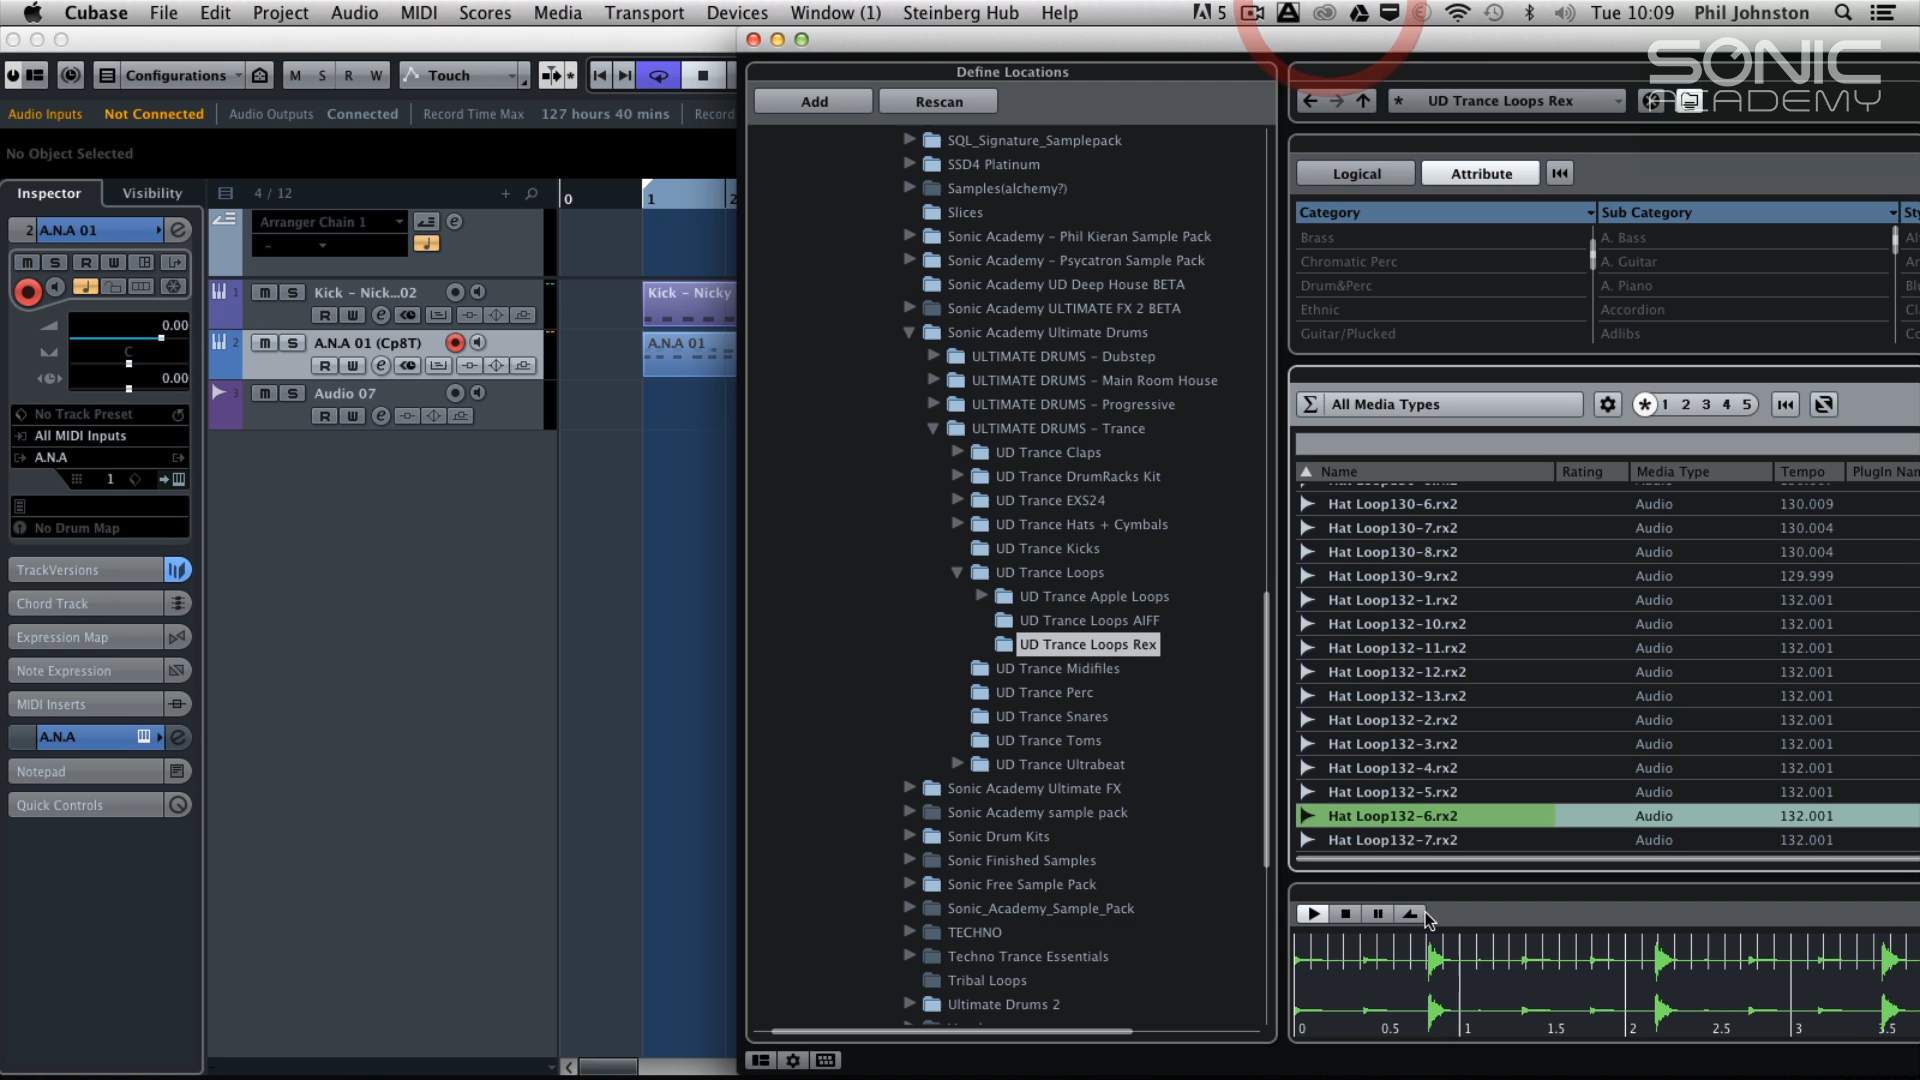 Cubase File Edit Project Audio MIDI Scores Media Transport Devices Window (1) Steinberg Hub Help 5 Tue 10:09 Phil Johnston
SONIC ACADEMY
Configurations M S R W Touch
Audio Inputs Not Connected Audio Outputs Connected Record Time Max 127 hours 40 mins Record
No Object Selected
Inspector Visibility 4 / 12
0 1 2
2 A.N.A 01
m S R W
0.00
C
0.00
No Track Preset
All MIDI Inputs
A.N.A
1
No Drum Map
TrackVersions
Chord Track
Expression Map
Note Expression
MIDI Inserts
A.N.A
Notepad
Quick Controls
Arranger Chain 1
1 m S Kick - Nick...02
R W
2 m S A.N.A 01 (Cp8T)
R W
3 m S Audio 07
R W
Kick - Nicky
A.N.A 01
Define Locations
Add Rescan
SQL_Signature_Samplepack
SSD4 Platinum
Samples(alchemy?)
Slices
Sonic Academy - Phil Kieran Sample Pack
Sonic Academy - Psycatron Sample Pack
Sonic Academy UD Deep House BETA
Sonic Academy ULTIMATE FX 2 BETA
Sonic Academy Ultimate Drums
ULTIMATE DRUMS - Dubstep
ULTIMATE DRUMS - Main Room House
ULTIMATE DRUMS - Progressive
ULTIMATE DRUMS - Trance
UD Trance Claps
UD Trance DrumRacks Kit
UD Trance EXS24
UD Trance Hats + Cymbals
UD Trance Kicks
UD Trance Loops
UD Trance Apple Loops
UD Trance Loops AIFF
UD Trance Loops Rex
UD Trance Midifiles
UD Trance Perc
UD Trance Snares
UD Trance Toms
UD Trance Ultrabeat
Sonic Academy Ultimate FX
Sonic Academy sample pack
Sonic Drum Kits
Sonic Finished Samples
Sonic Free Sample Pack
Sonic_Academy_Sample_Pack
TECHNO
Techno Trance Essentials
Tribal Loops
Ultimate Drums 2
* UD Trance Loops Rex
Logical Attribute
Category Sub Category Sty
Brass A. Bass
Chromatic Perc A. Guitar
Drum&Perc A. Piano
Ethnic Accordion
Guitar/Plucked Adlibs
Σ All Media Types * 1 2 3 4 5
Name Rating Media Type Tempo PlugIn Nam
Hat Loop130-6.rx2 Audio 130.009
Hat Loop130-7.rx2 Audio 130.004
Hat Loop130-8.rx2 Audio 130.004
Hat Loop130-9.rx2 Audio 129.999
Hat Loop132-1.rx2 Audio 132.001
Hat Loop132-10.rx2 Audio 132.001
Hat Loop132-11.rx2 Audio 132.001
Hat Loop132-12.rx2 Audio 132.001
Hat Loop132-13.rx2 Audio 132.001
Hat Loop132-2.rx2 Audio 132.001
Hat Loop132-3.rx2 Audio 132.001
Hat Loop132-4.rx2 Audio 132.001
Hat Loop132-5.rx2 Audio 132.001
Hat Loop132-6.rx2 Audio 132.001
Hat Loop132-7.rx2 Audio 132.001
0 0.5 1 1.5 2 2.5 3 3.5